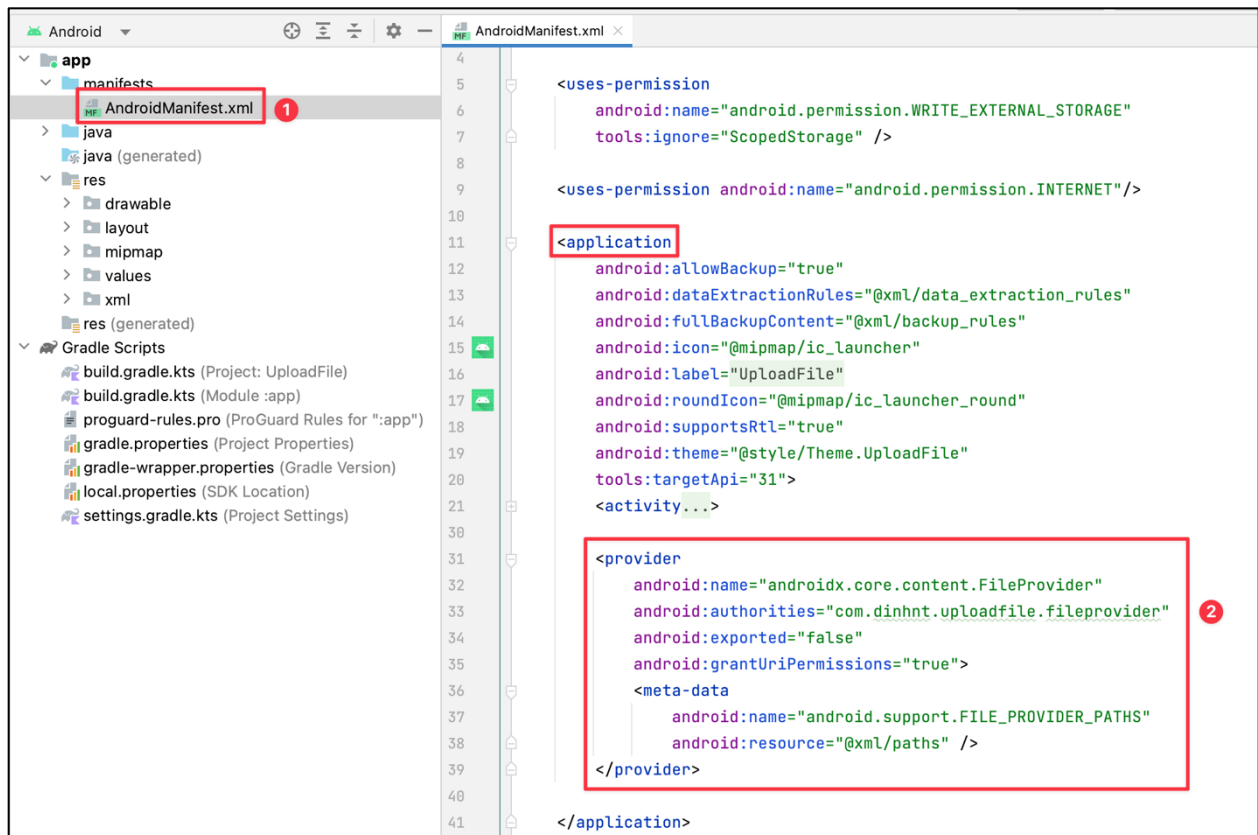 Android
app
manifests
AndroidManifest.xml
1
java
java (generated)
res
drawable
layout
mipmap
values
xml
res (generated)
Gradle Scripts
build.gradle.kts (Project: UploadFile)
build.gradle.kts (Module :app)
proguard-rules.pro (ProGuard Rules for ":app")
gradle.properties (Project Properties)
gradle-wrapper.properties (Gradle Version)
local.properties (SDK Location)
settings.gradle.kts (Project Settings)
AndroidManifest.xml
4
5 <uses-permission
6 android:name="android.permission.WRITE_EXTERNAL_STORAGE"
7 tools:ignore="ScopedStorage" />
8
9 <uses-permission android:name="android.permission.INTERNET"/>
10
11 <application
12 android:allowBackup="true"
13 android:dataExtractionRules="@xml/data_extraction_rules"
14 android:fullBackupContent="@xml/backup_rules"
15 android:icon="@mipmap/ic_launcher"
16 android:label="UploadFile"
17 android:roundIcon="@mipmap/ic_launcher_round"
18 android:supportsRtl="true"
19 android:theme="@style/Theme.UploadFile"
20 tools:targetApi="31">
21 <activity...>
30
31 <provider
32 android:name="androidx.core.content.FileProvider"
33 android:authorities="com.dinhnt.uploadfile.fileprovider"
2
34 android:exported="false"
35 android:grantUriPermissions="true">
36 <meta-data
37 android:name="android.support.FILE_PROVIDER_PATHS"
38 android:resource="@xml/paths" />
39 </provider>
40
41 </application>